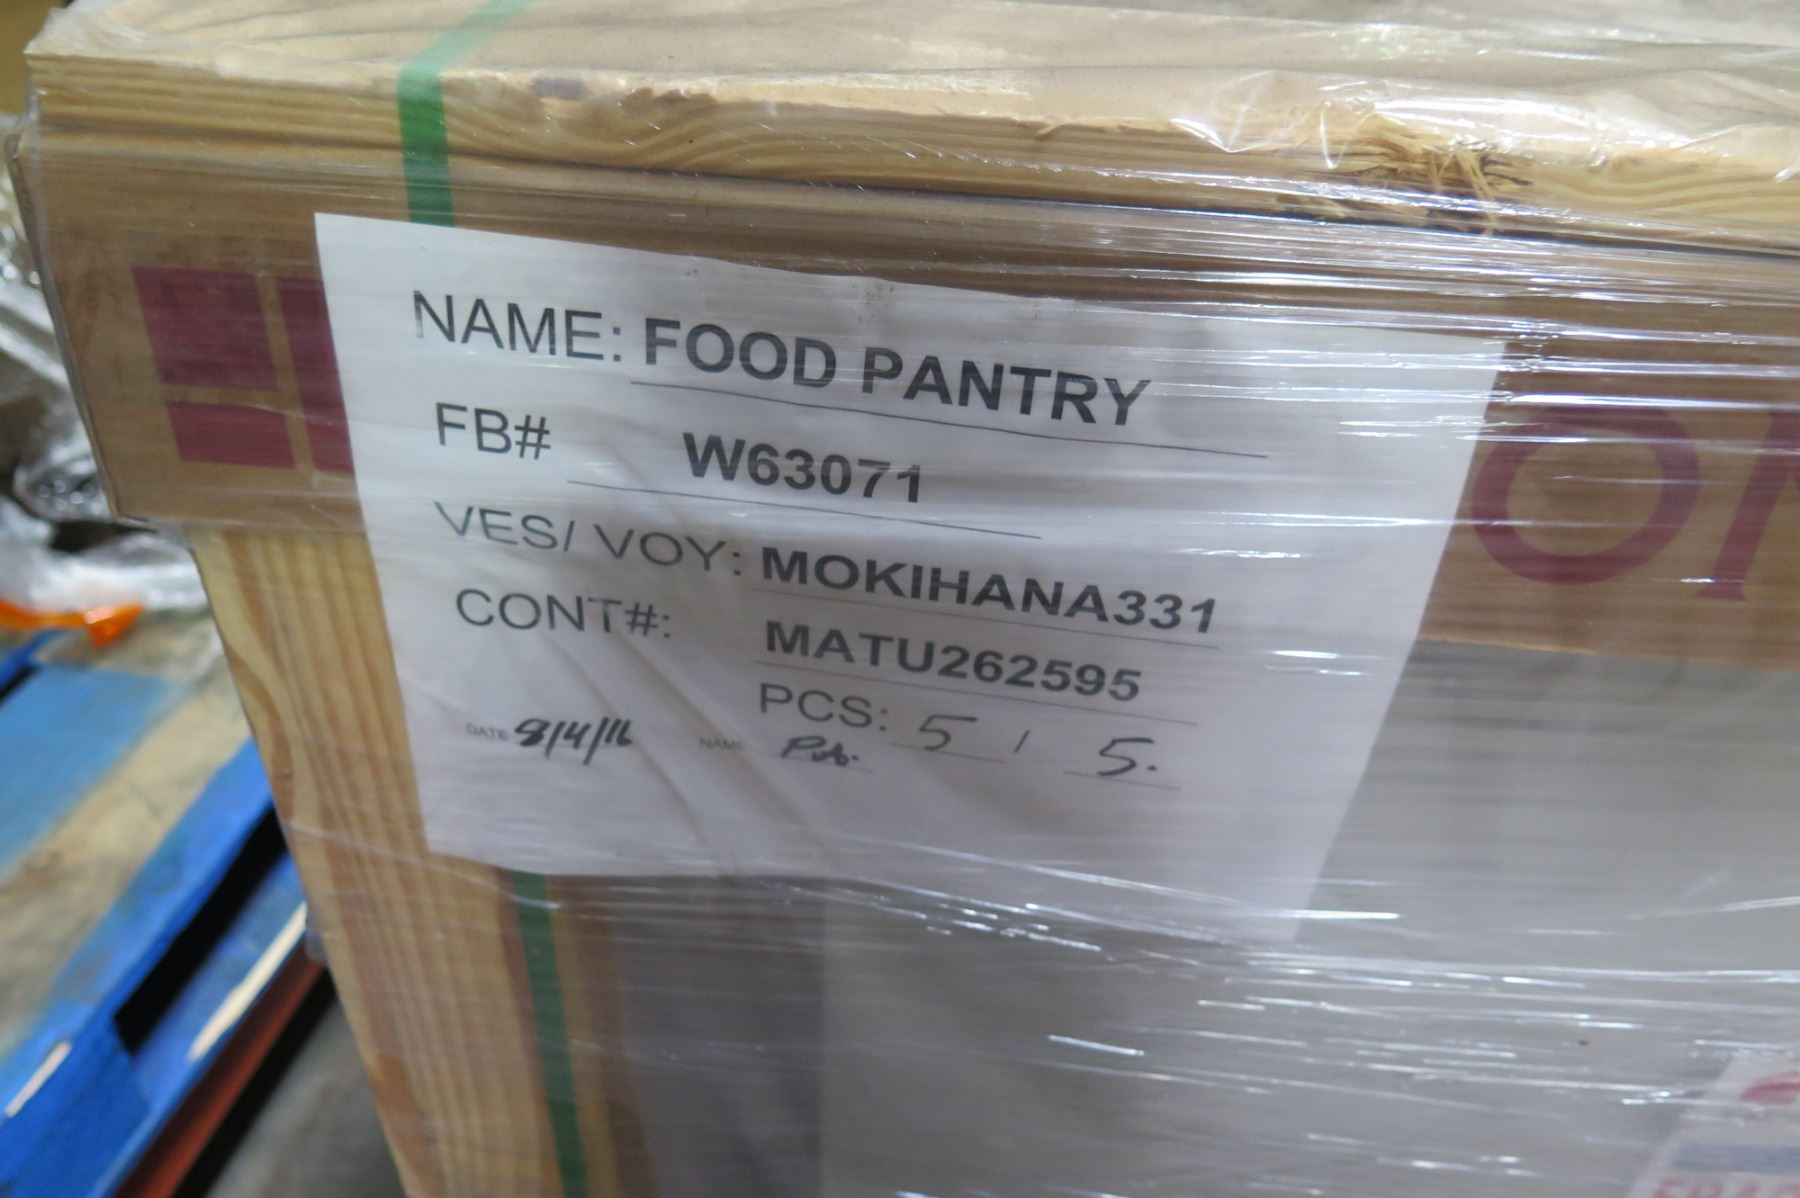 NAME: FOOD PANTRY
FB# W63071
VES/ VOY: MOKIHANA331
CONT#: MATU262595
PCS: 5 / 5.
DATE 8/4/16 NAME